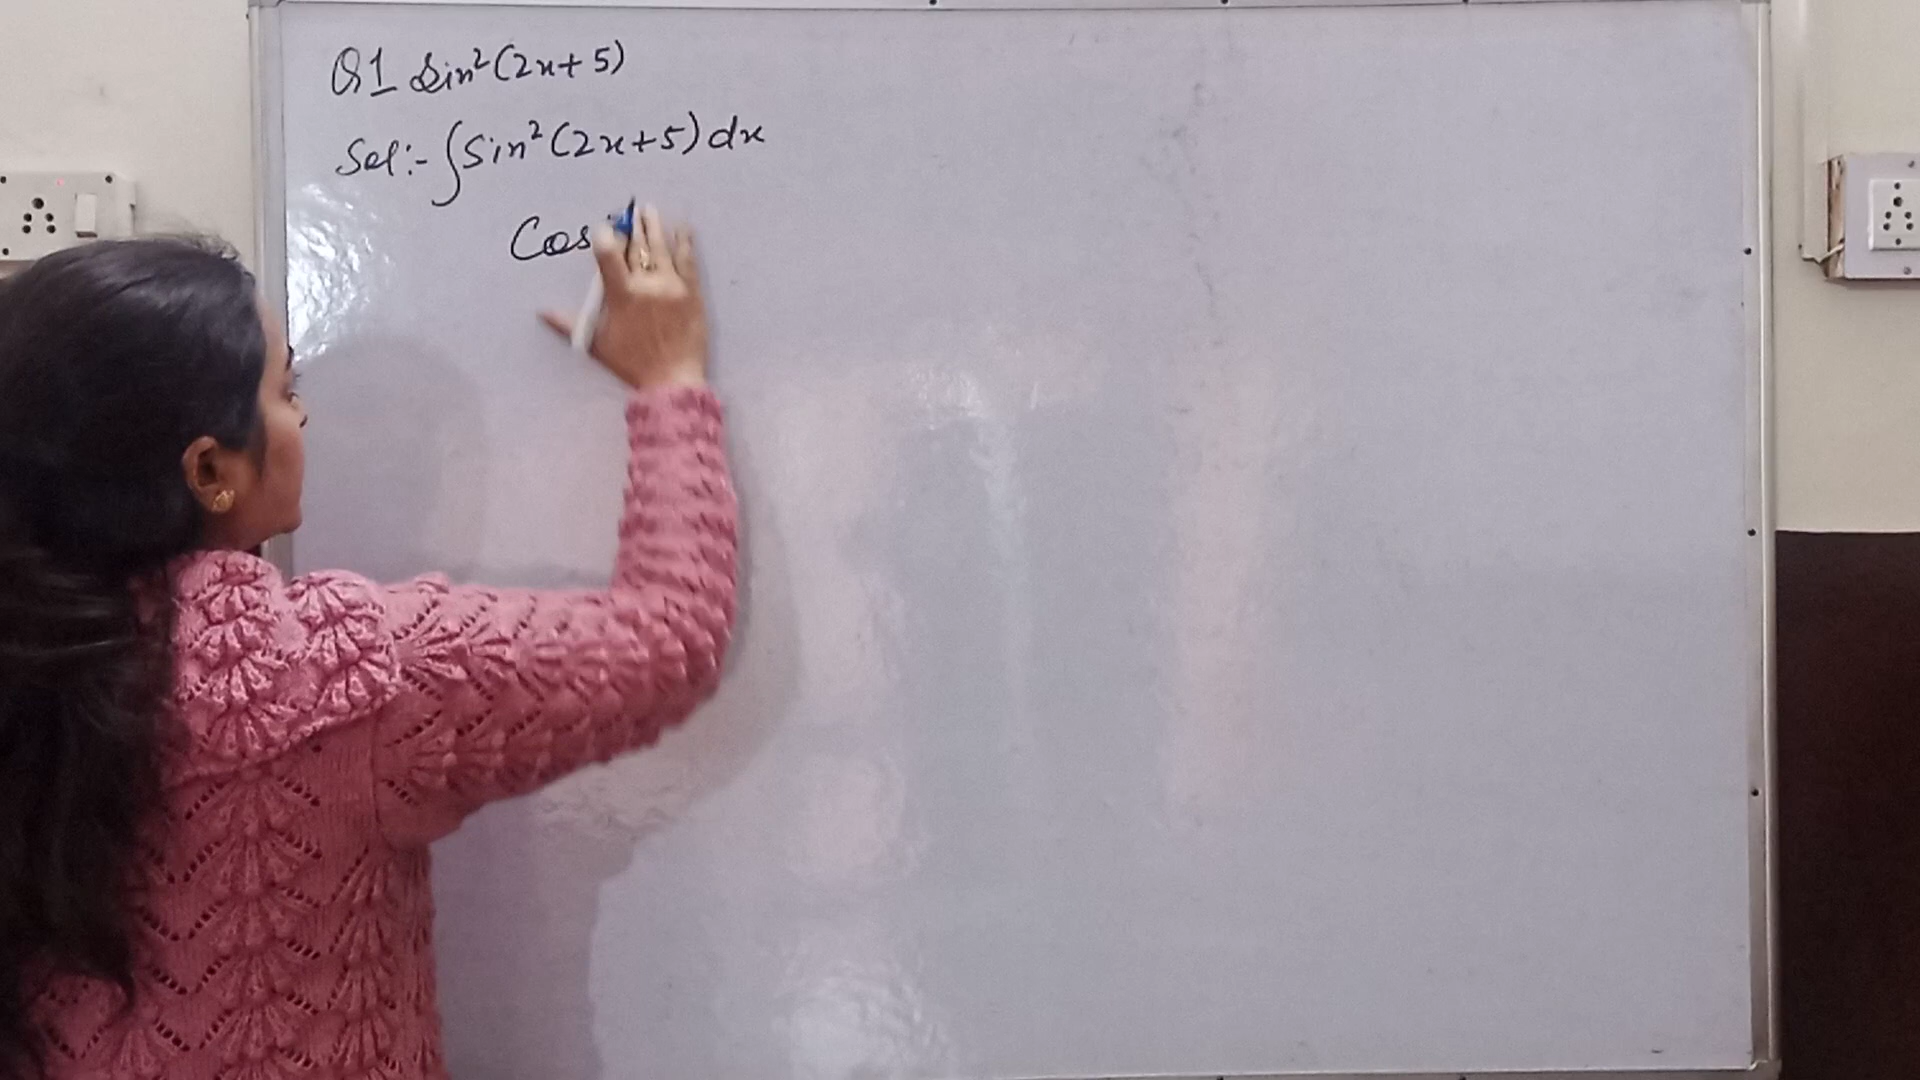 Q1 Sin²(2x+5)
Sol:- ∫Sin²(2x+5)dx
Cos